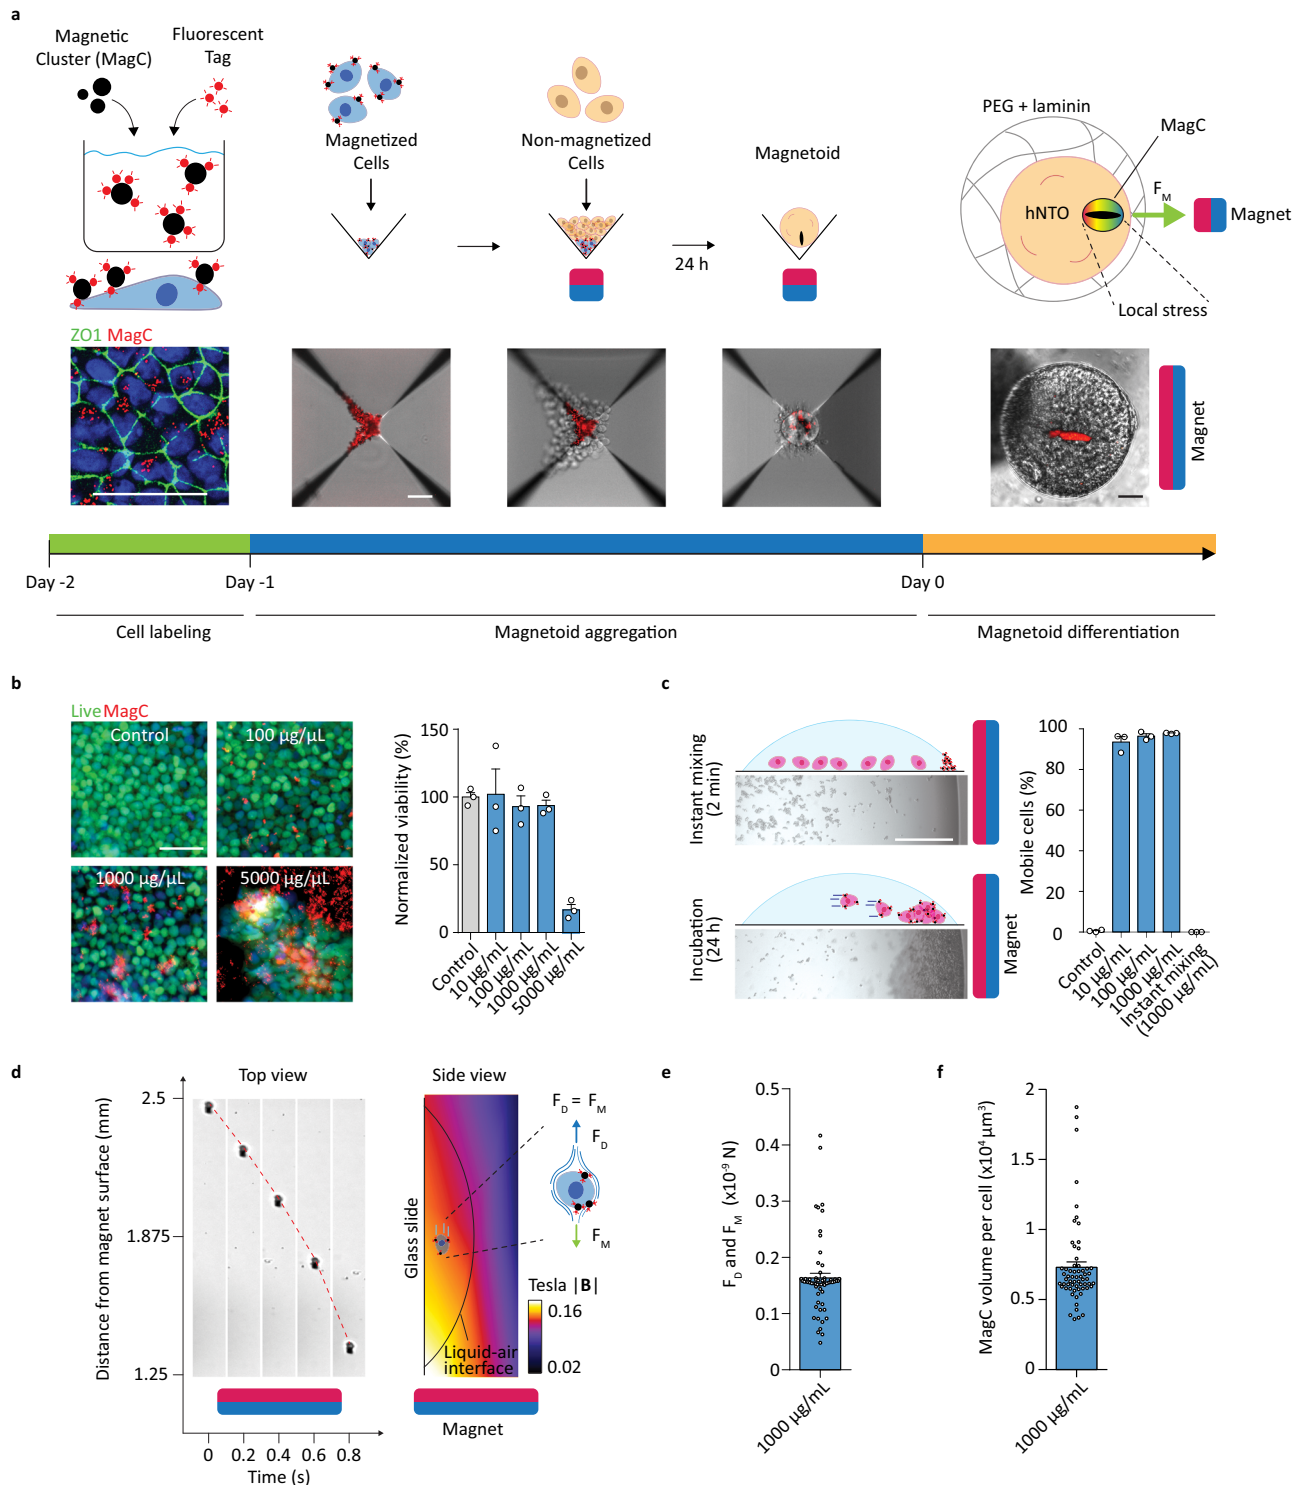 a
Magnetic
Cluster (MagC)
Fluorescent
Tag
Magnetized
Cells
Non-magnetized
Cells
24 h
Magnetoid
PEG + laminin
MagC
hNTO
F_M
Magnet
Local stress
ZO1 MagC
Magnet
Day -2
Day -1
Day 0
Cell labeling
Magnetoid aggregation
Magnetoid differentiation
b
Live MagC
Control
100 µg/µL
1000 µg/µL
5000 µg/µL
Normalized viability (%)
150
100
50
0
Control
10 µg/mL
100 µg/mL
1000 µg/mL
5000 µg/mL
c
Instant mixing
(2 min)
Incubation
(24 h)
Magnet
Mobile cells (%)
100
80
60
40
20
0
Control
10 µg/mL
100 µg/mL
1000 µg/mL
Instant mixing
(1000 µg/mL)
d
Top view
Distance from magnet surface (mm)
2.5
1.875
1.25
0 0.2 0.4 0.6 0.8
Time (s)
Side view
Glass slide
Liquid-air
interface
F_D = F_M
F_D
F_M
Tesla |B|
0.16
0.02
Magnet
e
F_D and F_M (x10⁻⁹ N)
0.5
0.4
0.3
0.2
0.1
0
1000 µg/mL
f
MagC volume per cell (x10⁴ µm³)
2
1.5
1
0.5
0
1000 µg/mL